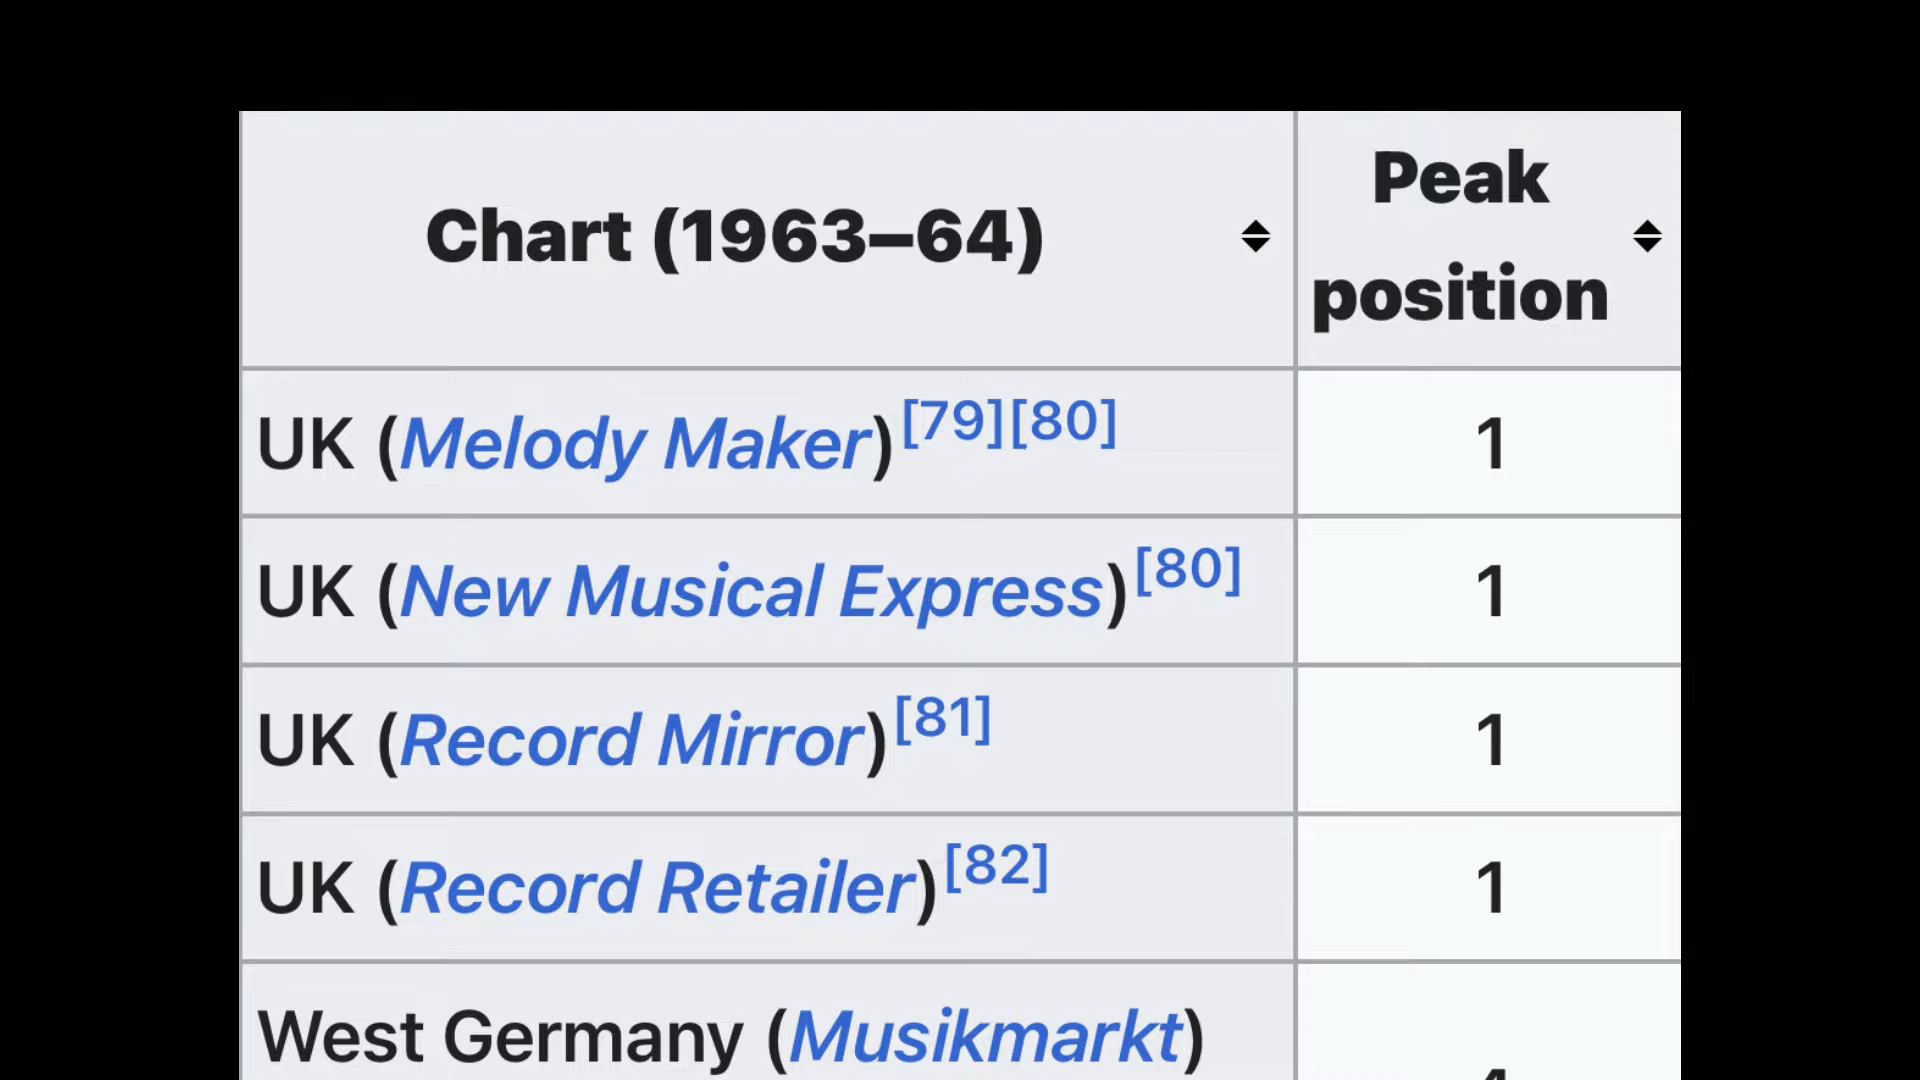 Chart (1963–64)
Peak
position
UK (Melody Maker)[79][80] 1
UK (New Musical Express)[80] 1
UK (Record Mirror)[81] 1
UK (Record Retailer)[82] 1
West Germany (Musikmarkt)